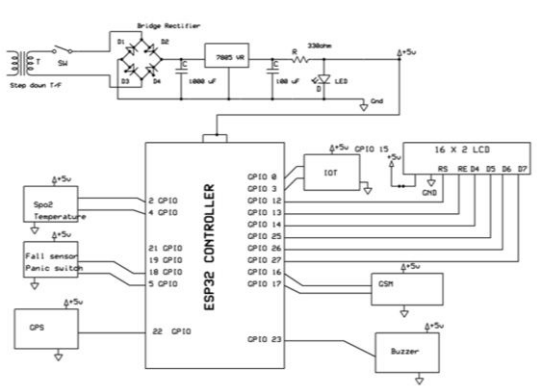 Bridge Rectifier
D1
D2
T
SW
Step down T/F
D3
D4
C
1000 uF
7805 VR
C
100 uF
R
330ohm
D
LED
+5v
Gnd
ESP32 CONTROLLER
2 GPIO
4 GPIO
21 GPIO
19 GPIO
18 GPIO
5 GPIO
22 GPIO
GPIO 0
GPIO 3
GPIO 12
GPIO 13
GPIO 14
GPIO 25
GPIO 26
GPIO 27
GPIO 16
GPIO 17
GPIO 23
+5v
Spo2
Temperature
+5v
Fall sensor
Panic switch
+5v
GPS
+5v
GPIO 15
IOT
16 X 2 LCD
+5v
RS RE D4 D5 D6 D7
GND
+5v
GSM
+5v
Buzzer